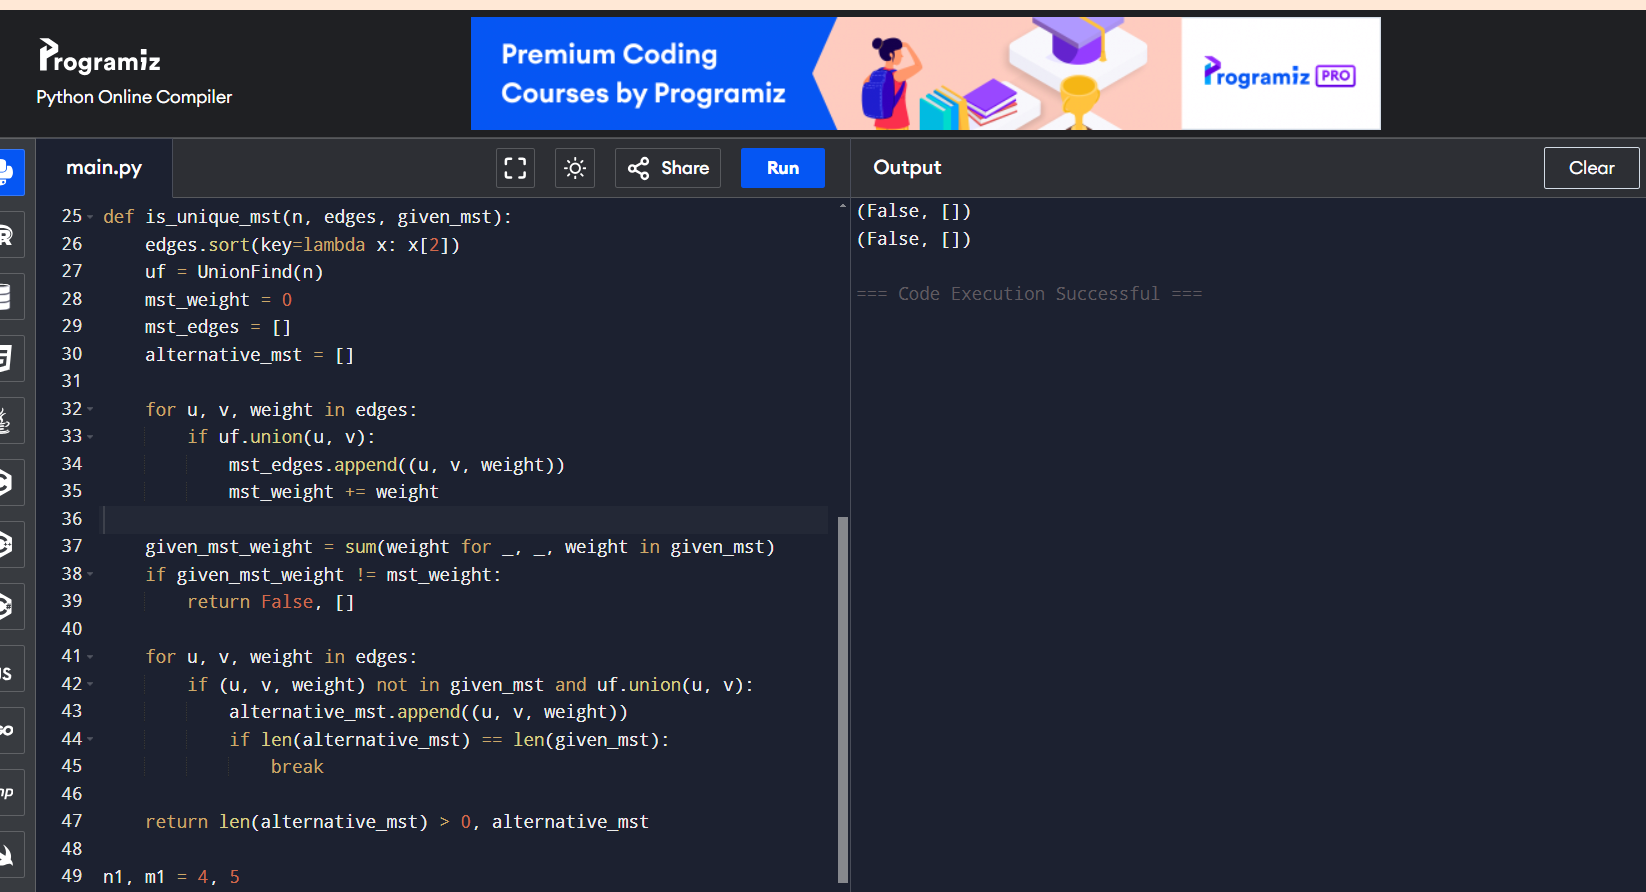 Programiz
Python Online Compiler
Premium Coding
Courses by Programiz
Programiz PRO
main.py
Share
Run
Output
Clear
25 def is_unique_mst(n, edges, given_mst):
26     edges.sort(key=lambda x: x[2])
27     uf = UnionFind(n)
28     mst_weight = 0
29     mst_edges = []
30     alternative_mst = []
31
32     for u, v, weight in edges:
33         if uf.union(u, v):
34             mst_edges.append((u, v, weight))
35             mst_weight += weight
36
37     given_mst_weight = sum(weight for _, _, weight in given_mst)
38     if given_mst_weight != mst_weight:
39         return False, []
40
41     for u, v, weight in edges:
42         if (u, v, weight) not in given_mst and uf.union(u, v):
43             alternative_mst.append((u, v, weight))
44             if len(alternative_mst) == len(given_mst):
45                 break
46
47     return len(alternative_mst) > 0, alternative_mst
48
49 n1, m1 = 4, 5
(False, [])
(False, [])
=== Code Execution Successful ===